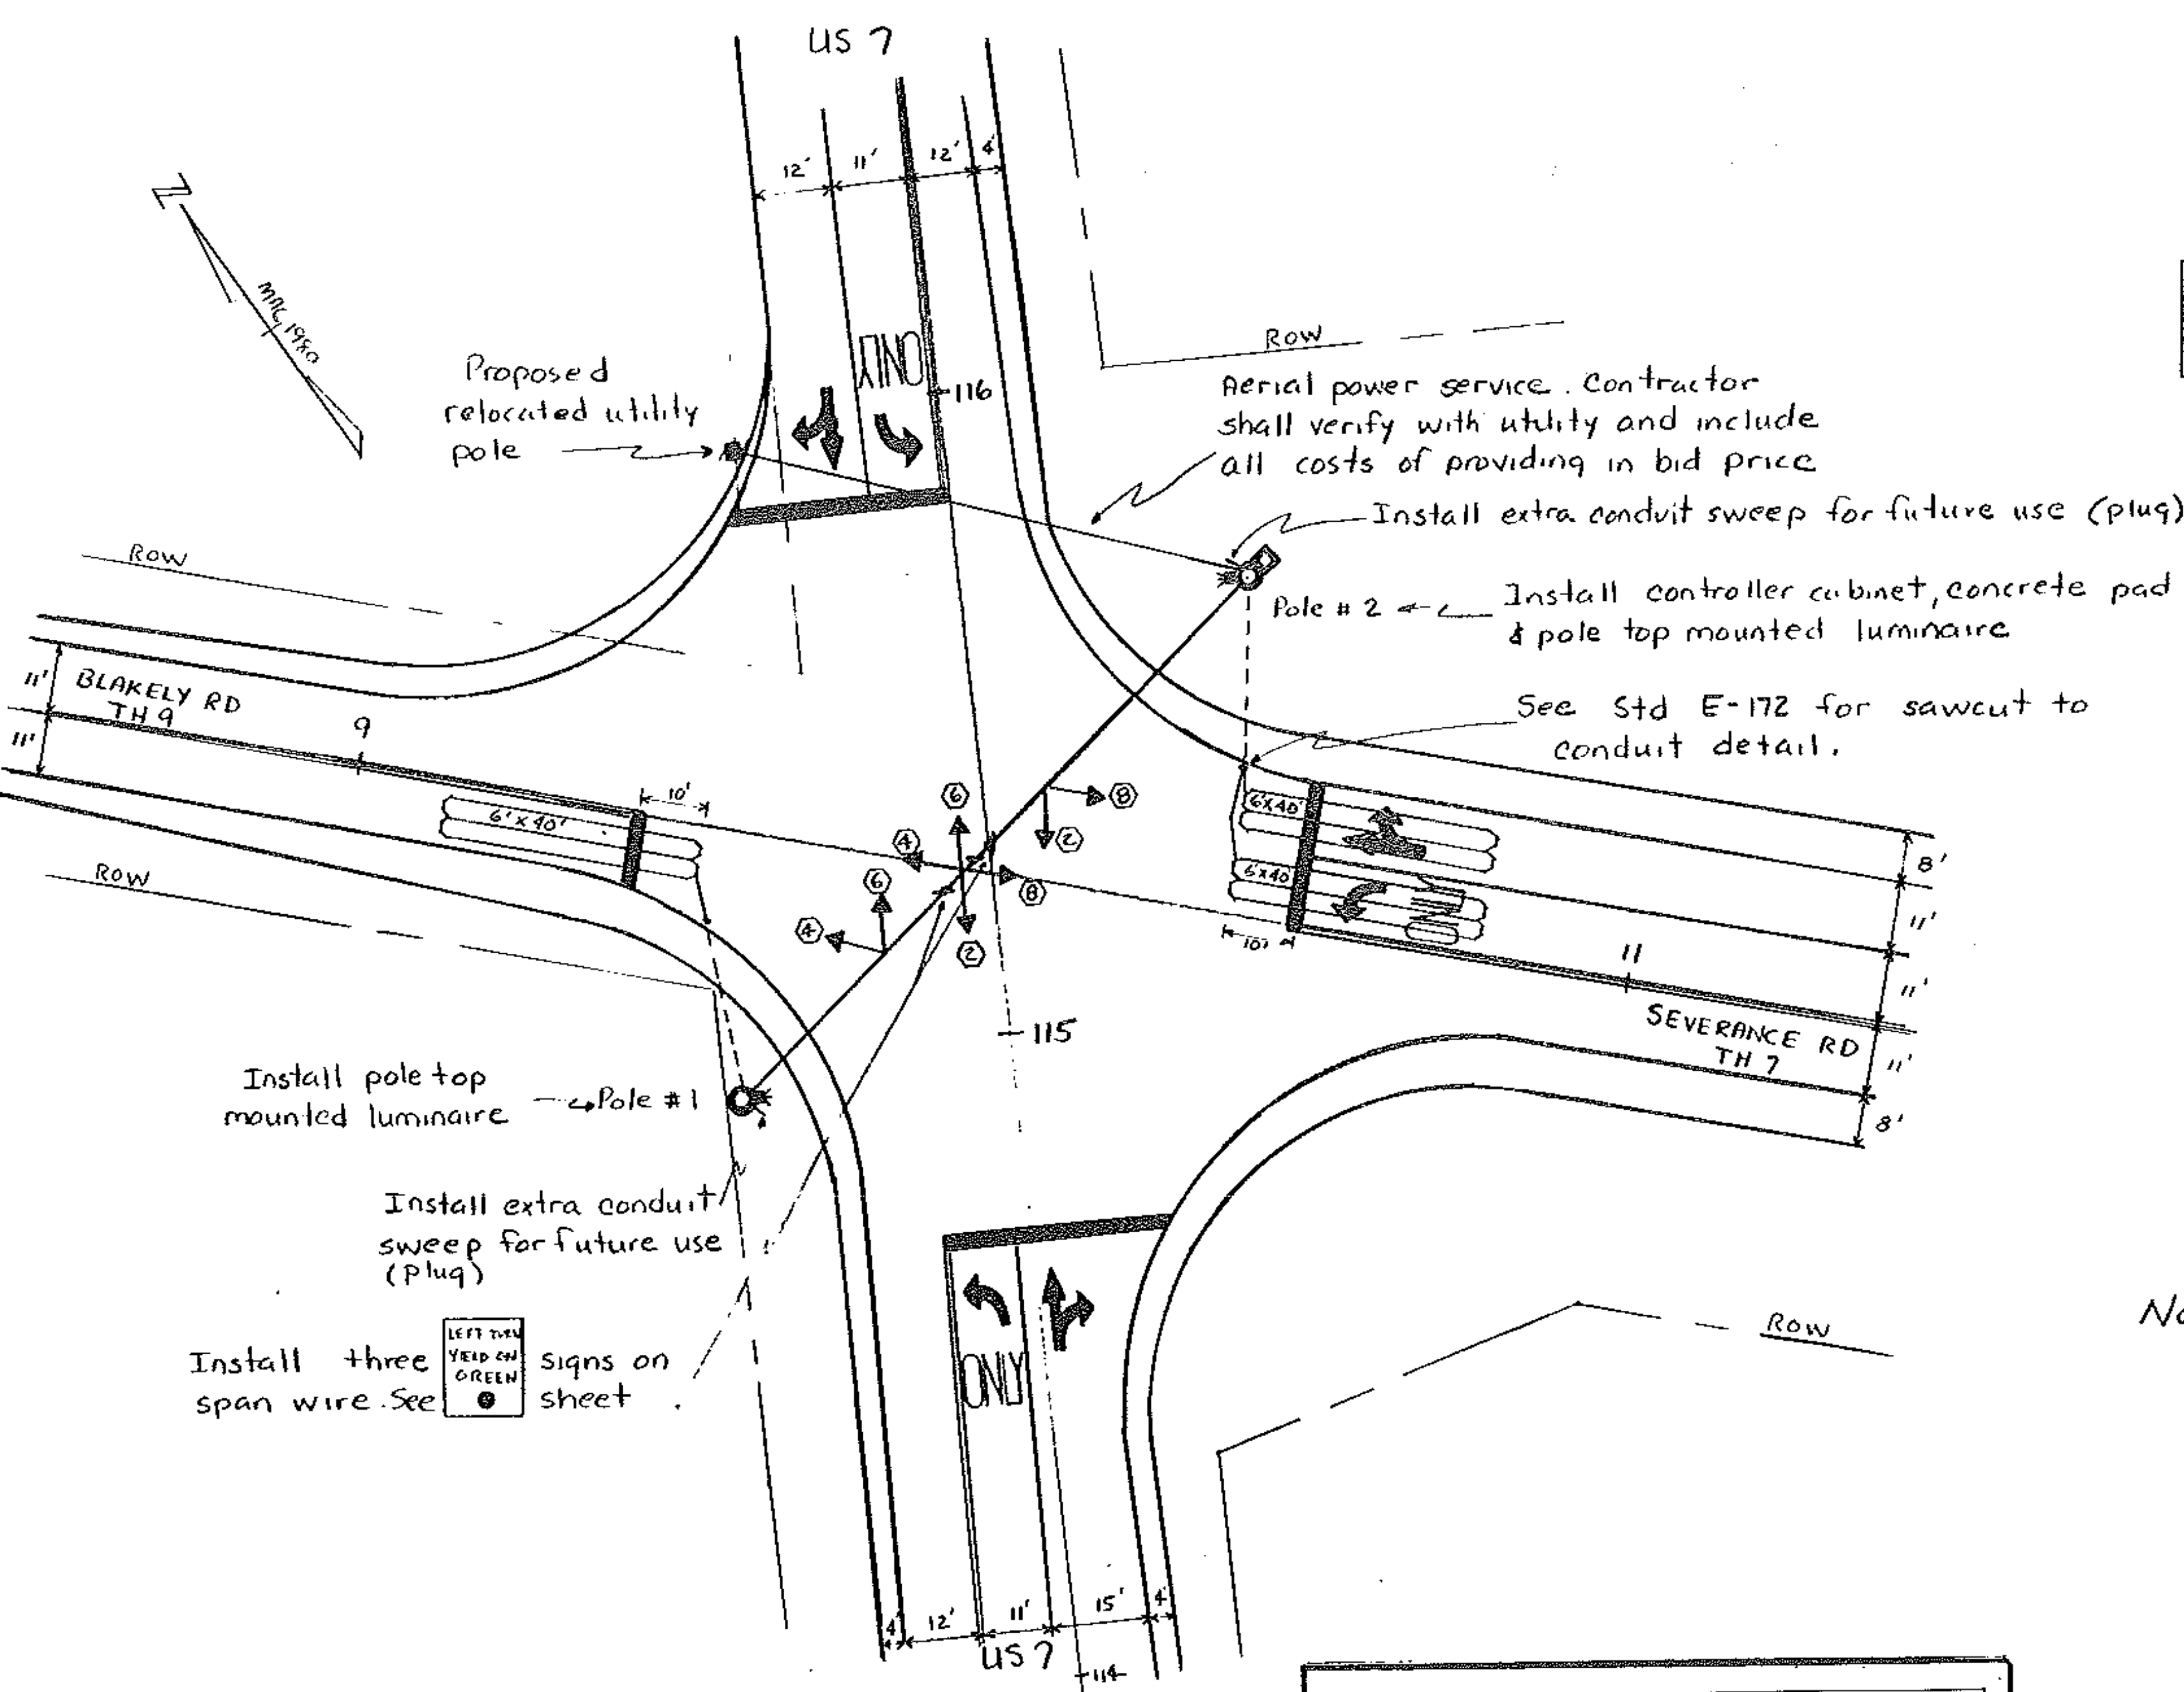 US 7
12' 11' 12' 4'
MAG, 1980
ONLY
116
ROW
Proposed
relocated utility
pole
Aerial power service. Contractor
shall verify with utility and include
all costs of providing in bid price
Install extra conduit sweep for future use (plug)
Pole # 2
Install controller cabinet, concrete pad
& pole top mounted luminaire
See Std E-172 for sawcut to
conduit detail.
ROW
11'
11'
BLAKELY RD
TH 9
9
10'
6'x40'
ROW
6
8
2
4
6
8
4
2
6x40'
6x40'
10'
ONLY
11
8'
11'
11'
11'
8'
SEVERANCE RD
TH 7
115
Install pole top
mounted luminaire
Pole # 1
Install extra conduit
sweep for future use
(plug)
Install three signs on
span wire. See sheet .
LEFT TURN
YIELD ON
GREEN
ONLY
ROW
No
4' 12' 11' 15' 4'
US 7
114